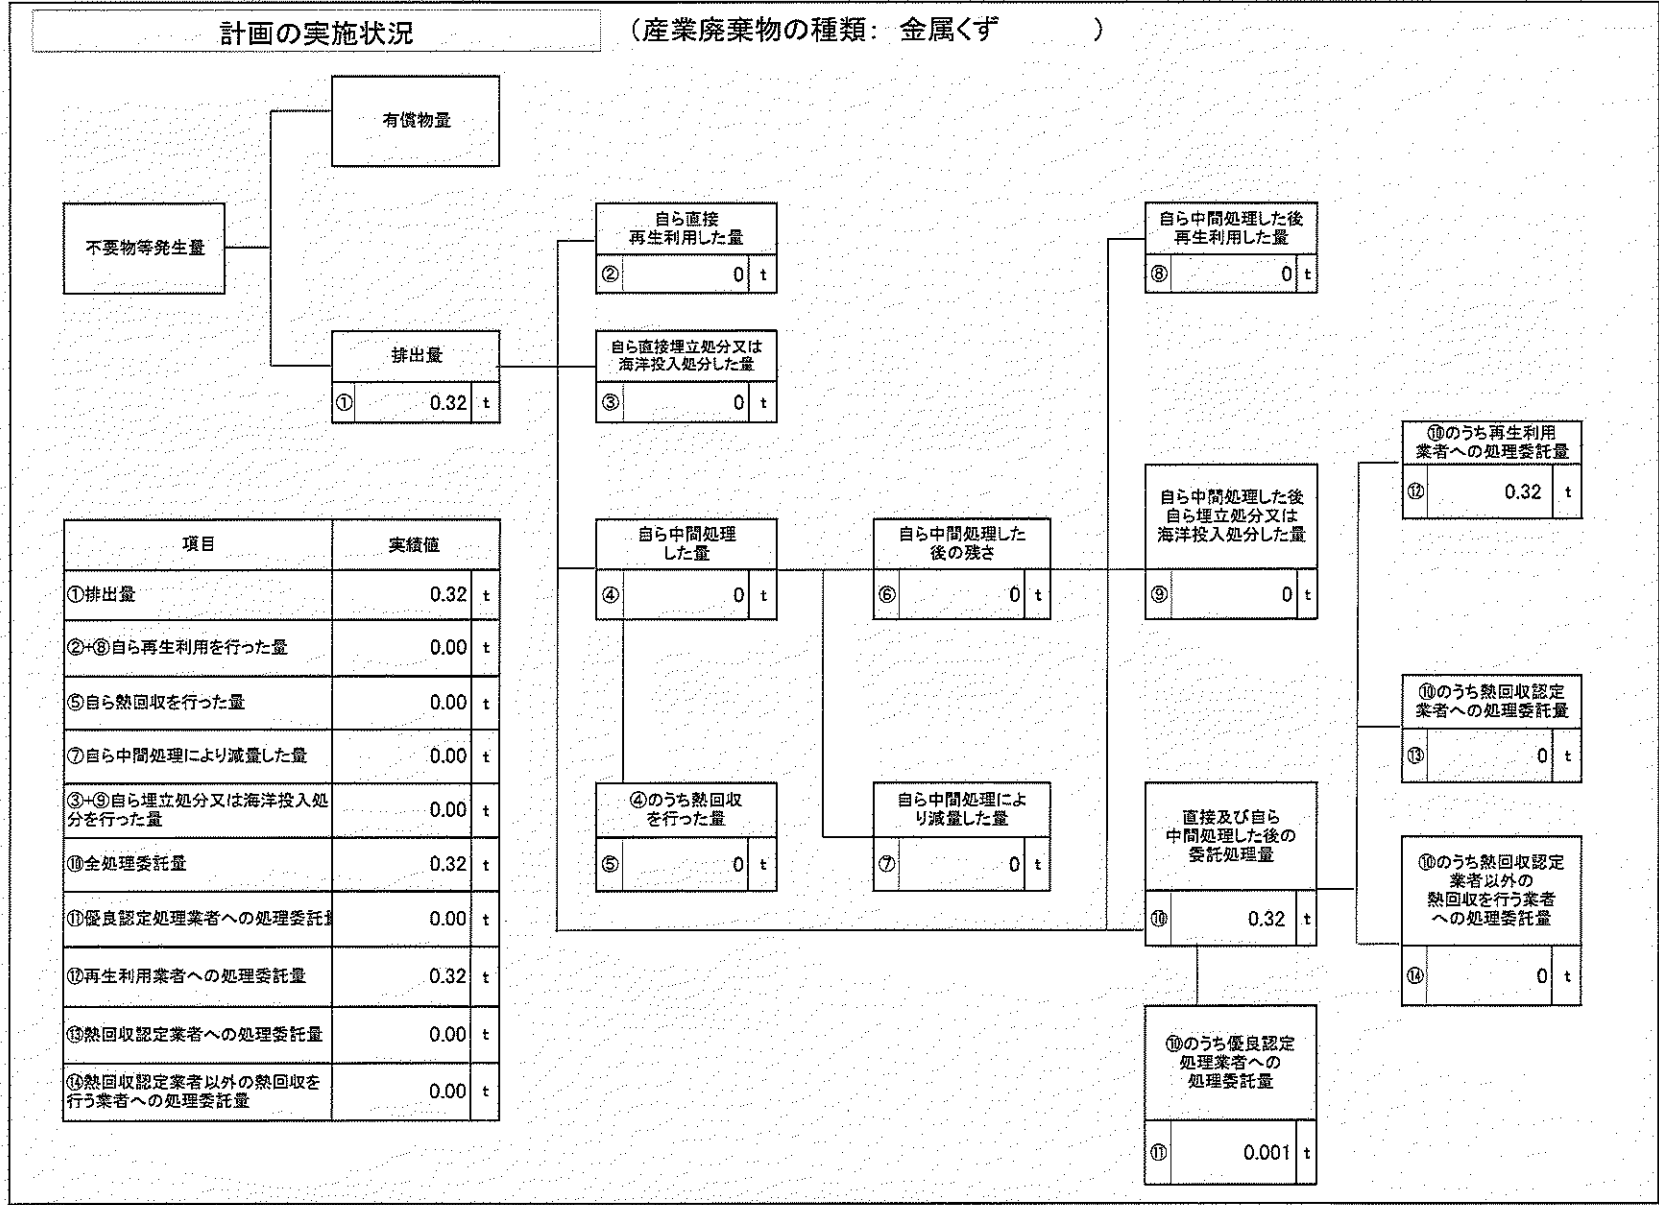 計画の実施状況
（産業廃棄物の種類： 金属くず ）
有償物量
不要物等発生量
排出量
① 0.32 t
自ら直接
再生利用した量
② 0 t
自ら直接埋立処分又は
海洋投入処分した量
③ 0 t
自ら中間処理した後
再生利用した量
⑧ 0 t
⑩のうち再生利用
業者への処理委託量
⑫ 0.32 t
自ら中間処理
した量
④ 0 t
自ら中間処理した
後の残さ
⑥ 0 t
自ら中間処理した後
自ら埋立処分又は
海洋投入処分した量
⑨ 0 t
⑩のうち熱回収認定
業者への処理委託量
⑬ 0 t
④のうち熱回収
を行った量
⑤ 0 t
自ら中間処理によ
り減量した量
⑦ 0 t
直接及び自ら
中間処理した後の
委託処理量
⑩ 0.32 t
⑩のうち熱回収認定
業者以外の
熱回収を行う業者
への処理委託量
⑭ 0 t
⑩のうち優良認定
処理業者への
処理委託量
⑪ 0.001 t
項目 実績値
①排出量 0.32 t
②+⑧自ら再生利用を行った量 0.00 t
⑤自ら熱回収を行った量 0.00 t
⑦自ら中間処理により減量した量 0.00 t
③+⑨自ら埋立処分又は海洋投入処
分を行った量 0.00 t
⑩全処理委託量 0.32 t
⑪優良認定処理業者への処理委託 0.00 t
⑫再生利用業者への処理委託量 0.32 t
⑬熱回収認定業者への処理委託量 0.00 t
⑭熱回収認定業者以外の熱回収を
行う業者への処理委託量 0.00 t